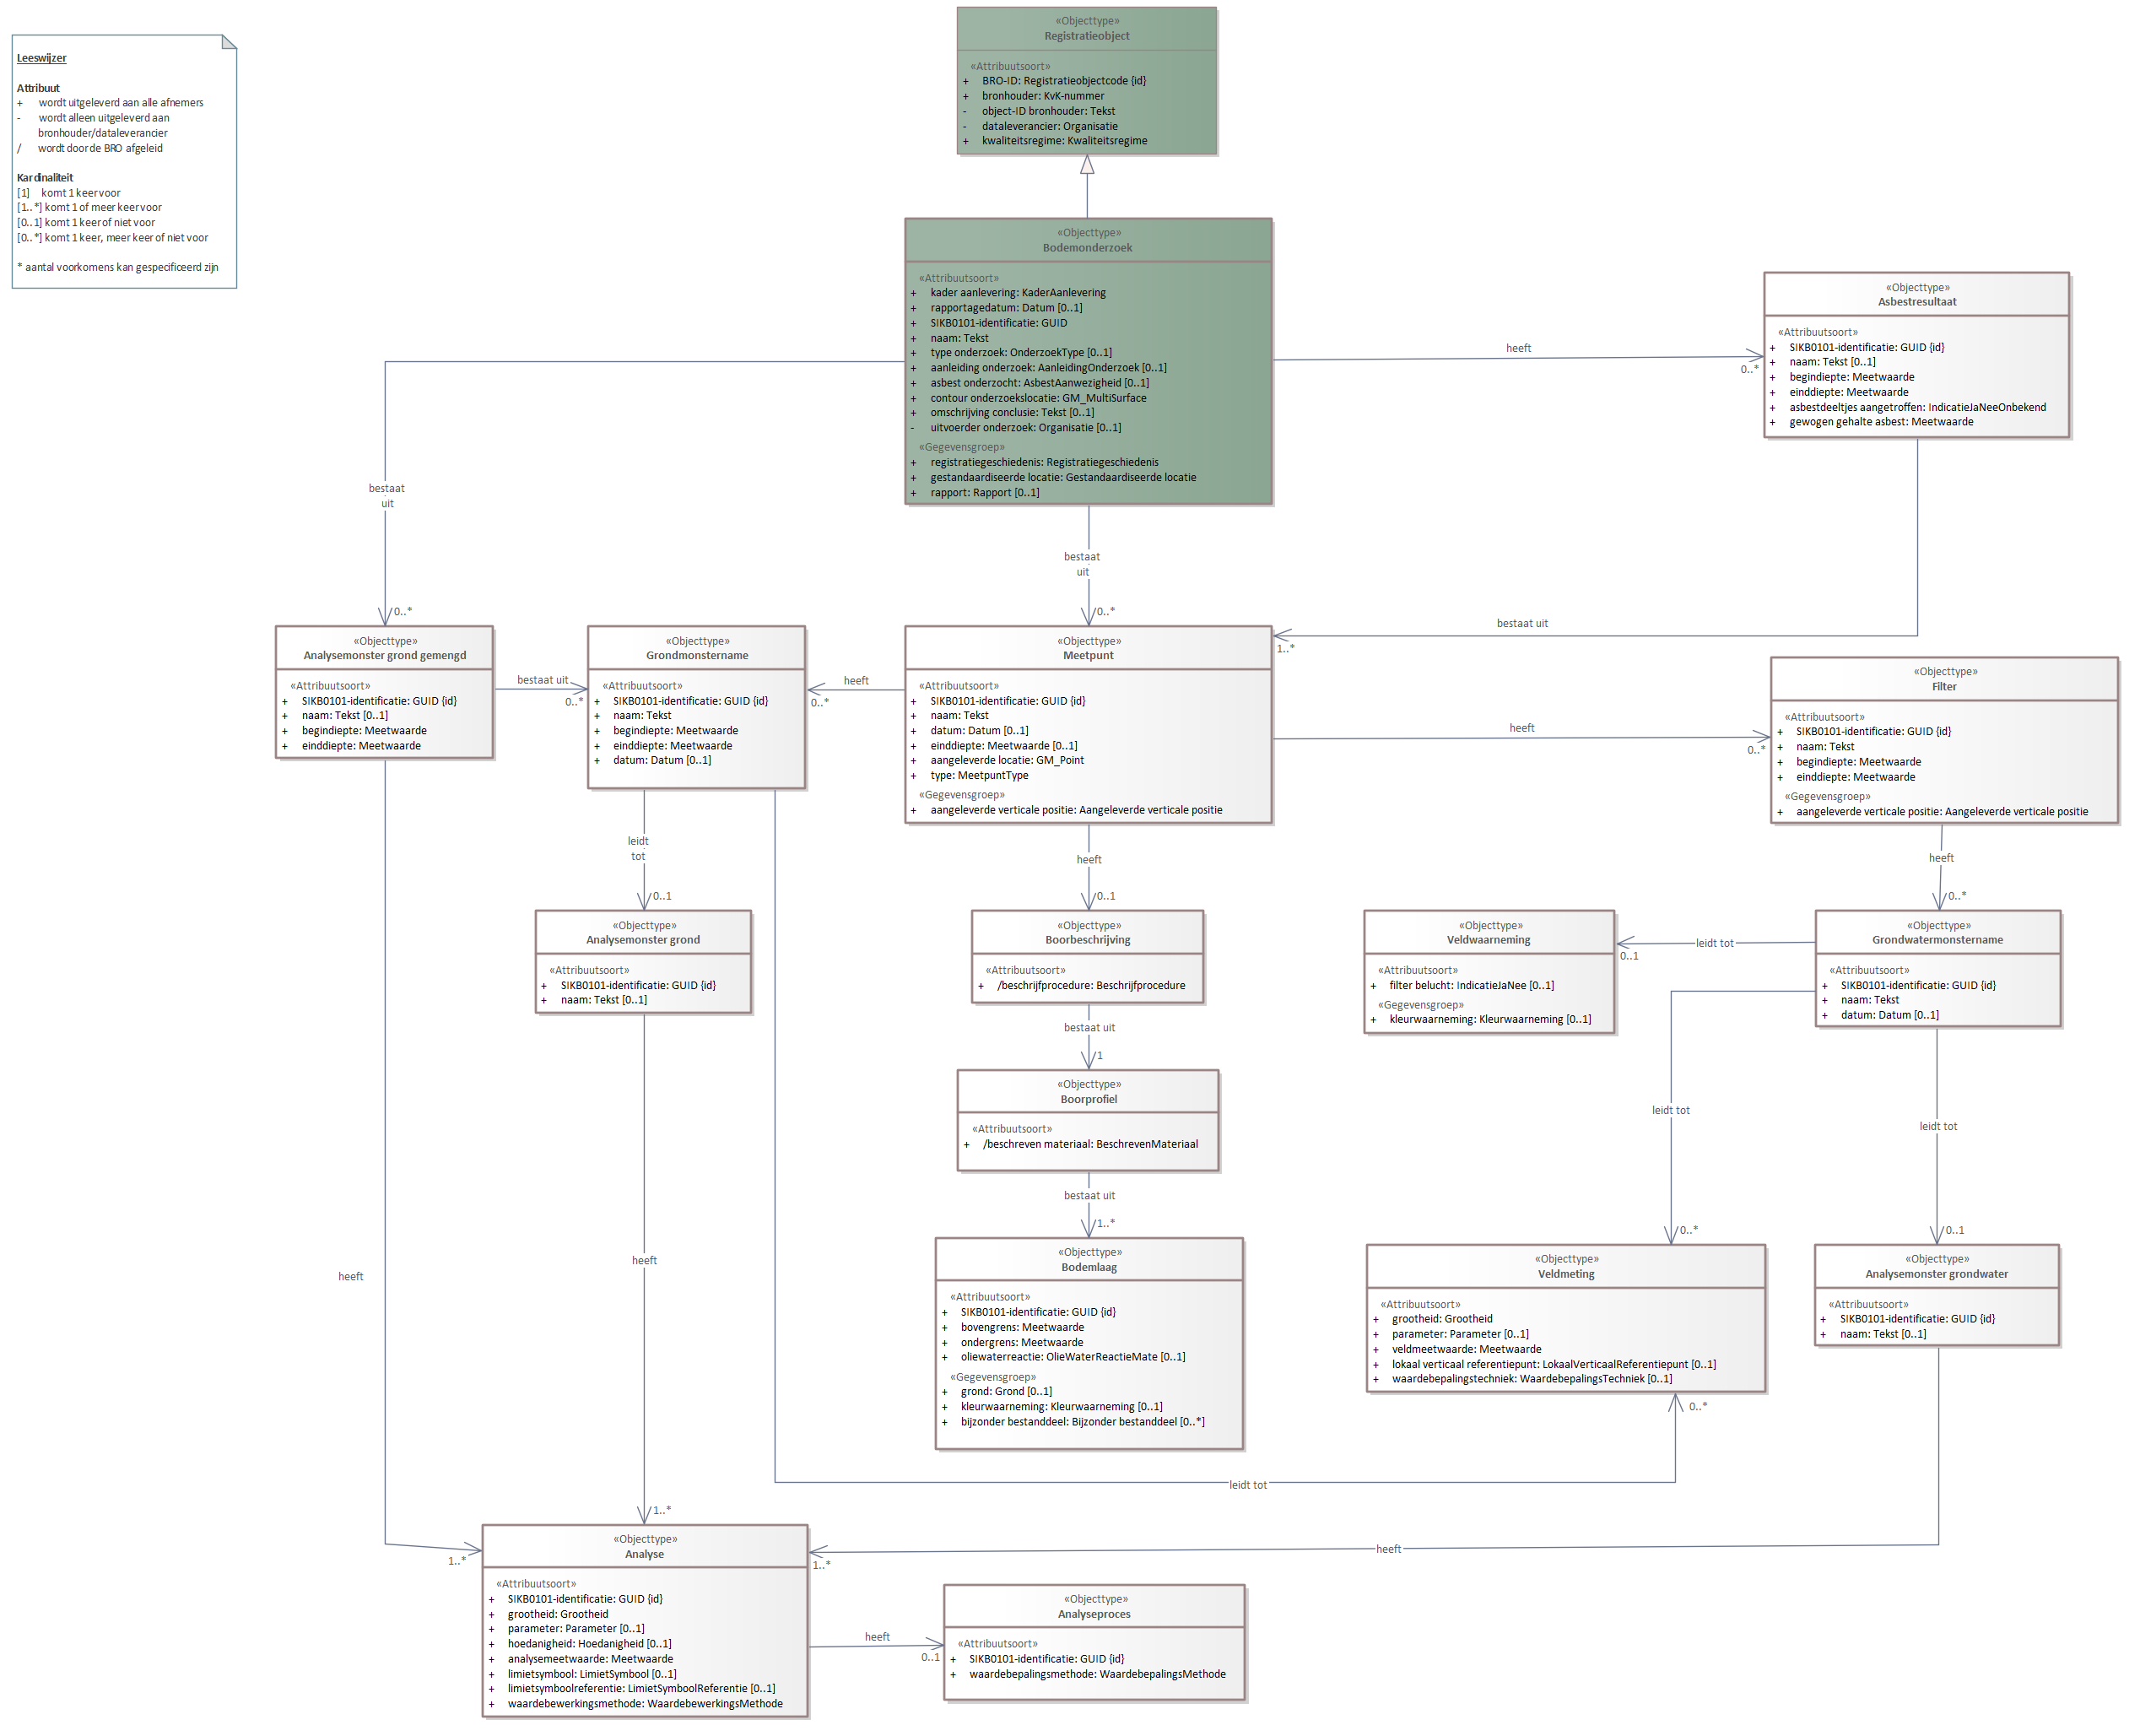 Leeswijzer
Attribuut
+ wordt uitgeleverd aan alle afnemers
- wordt alleen uitgeleverd aan
bronhouder/dataleverancier
/ wordt door de BRO afgeleid
Kardinaliteit
[1] komt 1 keer voor
[1..*] komt 1 of meer keer voor
[0..1] komt 1 keer of niet voor
[0..*] komt 1 keer, meer keer of niet voor
* aantal voorkomens kan gespecificeerd zijn
«Objecttype»
Registratieobject
«Attribuutsoort»
+ BRO-ID: Registratieobjectcode {id}
+ bronhouder: KvK-nummer
- object-ID bronhouder: Tekst
- dataleverancier: Organisatie
+ kwaliteitsregime: Kwaliteitsregime
«Objecttype»
Bodemonderzoek
«Attribuutsoort»
+ kader aanlevering: KaderAanlevering
+ rapportagedatum: Datum [0..1]
+ SIKB0101-identificatie: GUID
+ naam: Tekst
+ type onderzoek: OnderzoekType [0..1]
+ aanleiding onderzoek: AanleidingOnderzoek [0..1]
+ asbest onderzocht: AsbestAanwezigheid [0..1]
+ contour onderzoekslocatie: GM_MultiSurface
+ omschrijving conclusie: Tekst [0..1]
- uitvoerder onderzoek: Organisatie [0..1]
«Gegevensgroep»
+ registratiegeschiedenis: Registratiegeschiedenis
+ gestandaardiseerde locatie: Gestandaardiseerde locatie
+ rapport: Rapport [0..1]
heeft
0..*
«Objecttype»
Asbestresultaat
«Attribuutsoort»
+ SIKB0101-identificatie: GUID {id}
+ naam: Tekst [0..1]
+ begindiepte: Meetwaarde
+ einddiepte: Meetwaarde
+ asbestdeeltjes aangetroffen: IndicatieJaNeeOnbekend
+ gewogen gehalte asbest: Meetwaarde
bestaat
uit
0..*
bestaat
uit
0..*
bestaat uit
1..*
«Objecttype»
Analysemonster grond gemengd
«Attribuutsoort»
+ SIKB0101-identificatie: GUID {id}
+ naam: Tekst [0..1]
+ begindiepte: Meetwaarde
+ einddiepte: Meetwaarde
bestaat uit
0..*
«Objecttype»
Grondmonstername
«Attribuutsoort»
+ SIKB0101-identificatie: GUID {id}
+ naam: Tekst
+ begindiepte: Meetwaarde
+ einddiepte: Meetwaarde
+ datum: Datum [0..1]
heeft
0..*
«Objecttype»
Meetpunt
«Attribuutsoort»
+ SIKB0101-identificatie: GUID {id}
+ naam: Tekst
+ datum: Datum [0..1]
+ einddiepte: Meetwaarde [0..1]
+ aangeleverde locatie: GM_Point
+ type: MeetpuntType
«Gegevensgroep»
+ aangeleverde verticale positie: Aangeleverde verticale positie
heeft
0..*
«Objecttype»
Filter
«Attribuutsoort»
+ SIKB0101-identificatie: GUID {id}
+ naam: Tekst
+ begindiepte: Meetwaarde
+ einddiepte: Meetwaarde
«Gegevensgroep»
+ aangeleverde verticale positie: Aangeleverde verticale positie
leidt
tot
0..1
heeft
0..1
heeft
0..*
«Objecttype»
Analysemonster grond
«Attribuutsoort»
+ SIKB0101-identificatie: GUID {id}
+ naam: Tekst [0..1]
«Objecttype»
Boorbeschrijving
«Attribuutsoort»
+ /beschrijfprocedure: Beschrijfprocedure
«Objecttype»
Veldwaarneming
«Attribuutsoort»
+ filter belucht: IndicatieJaNee [0..1]
«Gegevensgroep»
+ kleurwaarneming: Kleurwaarneming [0..1]
leidt tot
0..1
«Objecttype»
Grondwatermonstername
«Attribuutsoort»
+ SIKB0101-identificatie: GUID {id}
+ naam: Tekst
+ datum: Datum [0..1]
bestaat uit
1
«Objecttype»
Boorprofiel
«Attribuutsoort»
+ /beschreven materiaal: BeschrevenMateriaal
leidt tot
0..*
leidt tot
0..1
bestaat uit
1..*
«Objecttype»
Bodemlaag
«Attribuutsoort»
+ SIKB0101-identificatie: GUID {id}
+ bovengrens: Meetwaarde
+ ondergrens: Meetwaarde
+ oliewaterreactie: OlieWaterReactieMate [0..1]
«Gegevensgroep»
+ grond: Grond [0..1]
+ kleurwaarneming: Kleurwaarneming [0..1]
+ bijzonder bestanddeel: Bijzonder bestanddeel [0..*]
«Objecttype»
Veldmeting
«Attribuutsoort»
+ grootheid: Grootheid
+ parameter: Parameter [0..1]
+ veldmeetwaarde: Meetwaarde
+ lokaal verticaal referentiepunt: LokaalVerticaalReferentiepunt [0..1]
+ waardebepalingstechniek: WaardebepalingsTechniek [0..1]
«Objecttype»
Analysemonster grondwater
«Attribuutsoort»
+ SIKB0101-identificatie: GUID {id}
+ naam: Tekst [0..1]
heeft
heeft
0..*
leidt tot
1..*
1..*
heeft
1..*
«Objecttype»
Analyse
«Attribuutsoort»
+ SIKB0101-identificatie: GUID {id}
+ grootheid: Grootheid
+ parameter: Parameter [0..1]
+ hoedanigheid: Hoedanigheid [0..1]
+ analysemeetwaarde: Meetwaarde
+ limietsymbool: LimietSymbool [0..1]
+ limietsymboolreferentie: LimietSymboolReferentie [0..1]
+ waardebewerkingsmethode: WaardebewerkingsMethode
heeft
0..1
«Objecttype»
Analyseproces
«Attribuutsoort»
+ SIKB0101-identificatie: GUID {id}
+ waardebepalingsmethode: WaardebepalingsMethode